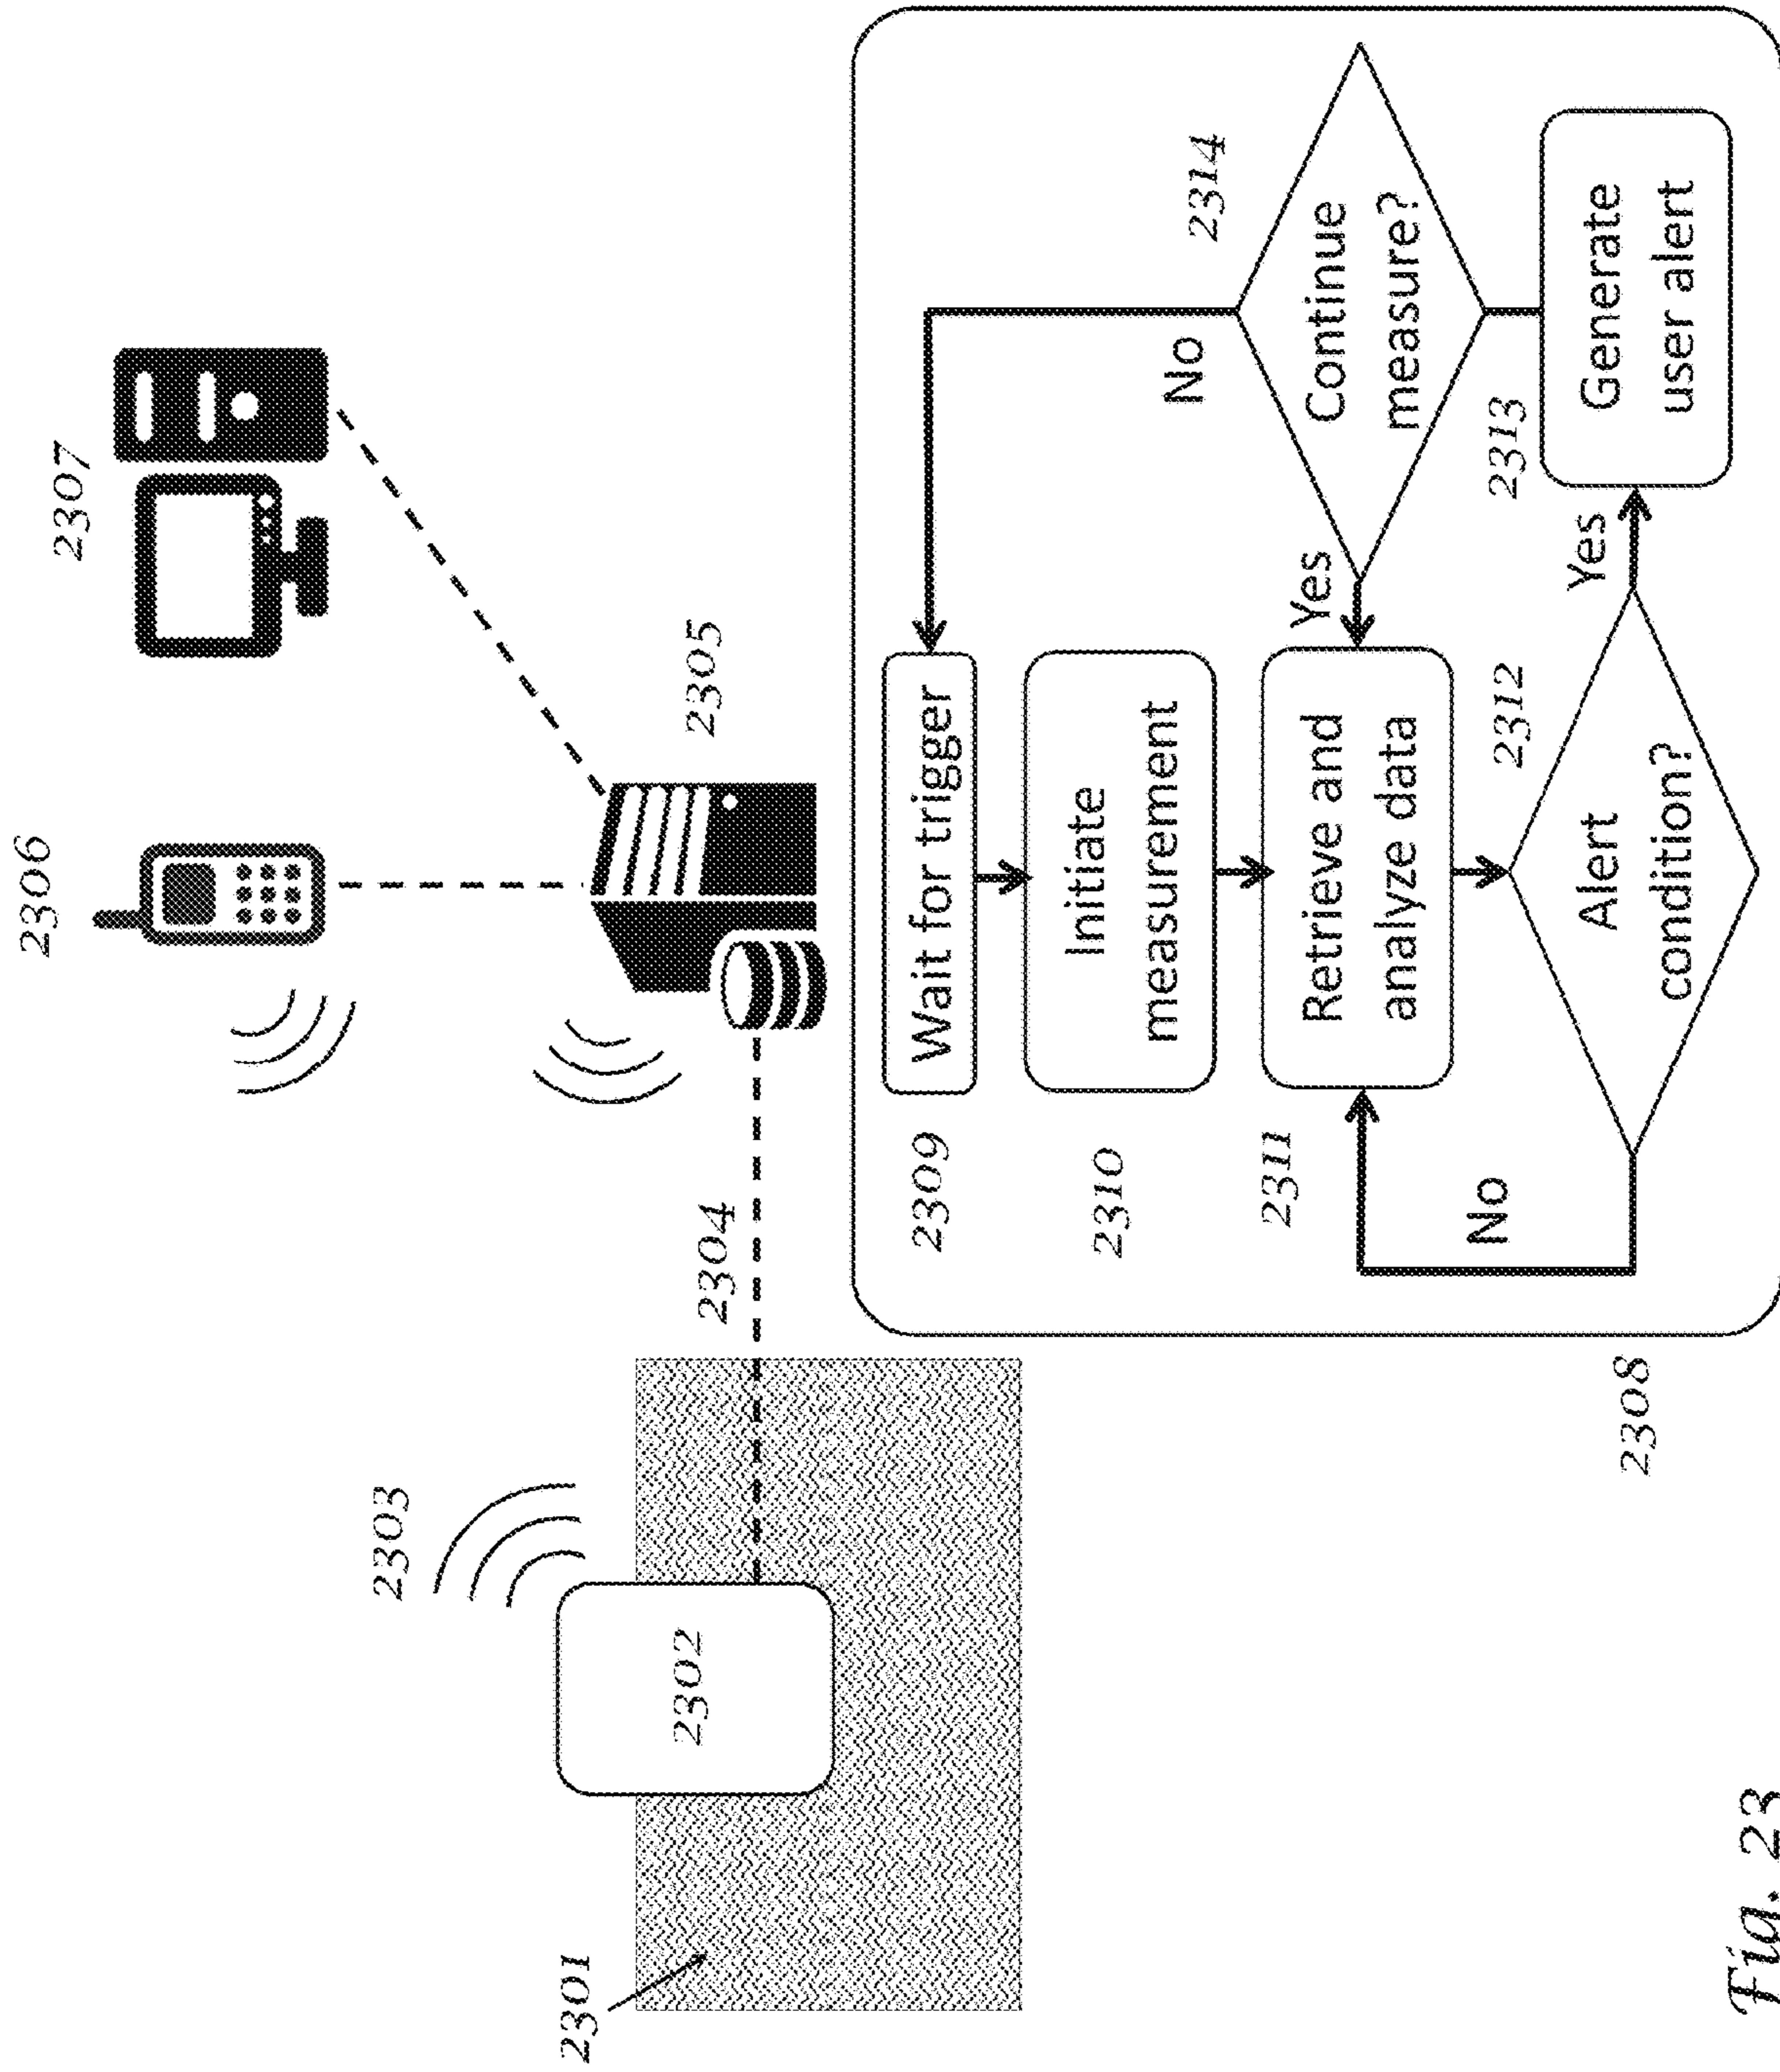 2306
2307
2303
2305
2304
2301
2302
2309
Wait for trigger
No
2314
2310
Initiate
measurement
Continue
measure?
2311
Retrieve and
analyze data
Yes
No
2312
2313
Alert
condition?
Yes
Generate
user alert
2308
Fig. 23